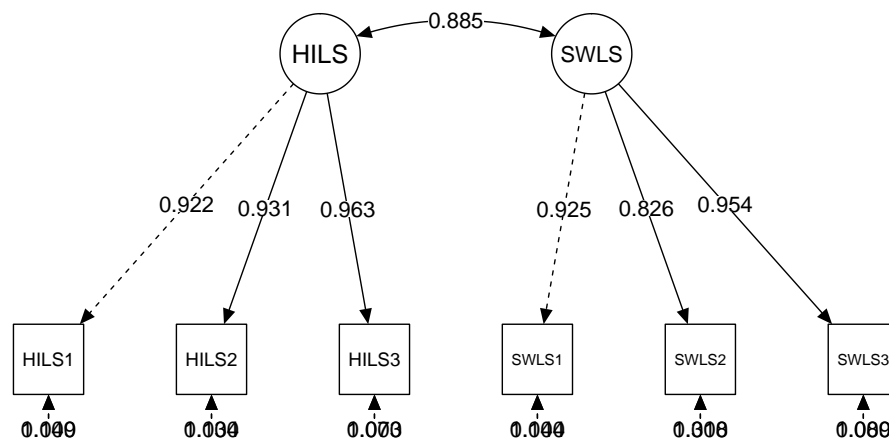 0.885
HILS SWLS
0.922 0.931 0.963 0.925 0.826 0.954
HILS1 HILS2 HILS3 SWLS1 SWLS2 SWLS3